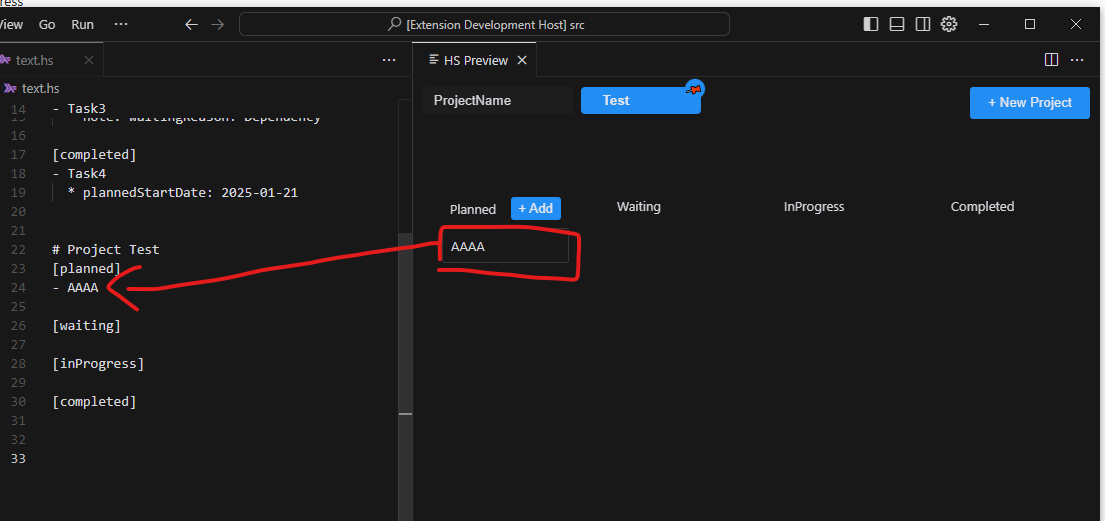 ress
View Go Run ···
[Extension Development Host] src
text.hs
HS Preview
text.hs
14 - Task3
15 note: waitingReason: Dependency
16
17 [completed]
18 - Task4
19 * plannedStartDate: 2025-01-21
20
21
22 # Project Test
23 [planned]
24 - AAAA
25
26 [waiting]
27
28 [inProgress]
29
30 [completed]
31
32
33
ProjectName
Test
+ New Project
Planned
+ Add
Waiting
InProgress
Completed
AAAA